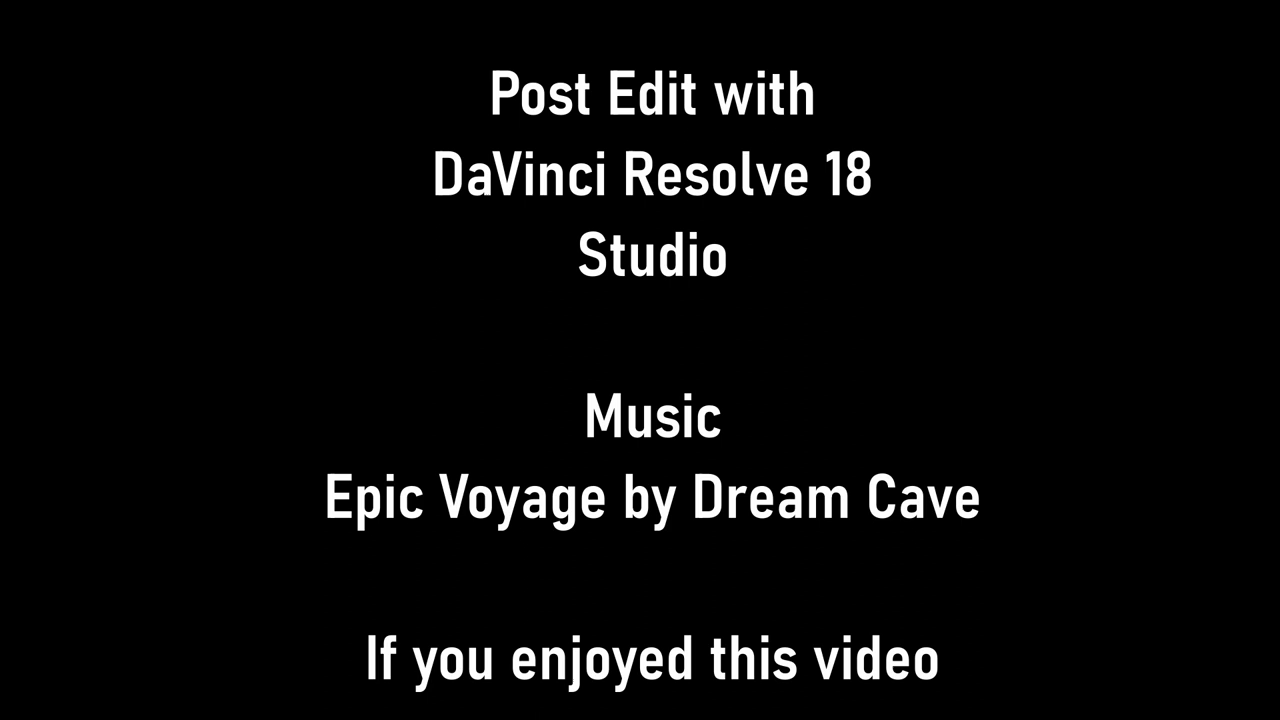 Post Edit with
DaVinci Resolve 18
Studio
Music
Epic Voyage by Dream Cave
If you enjoyed this video